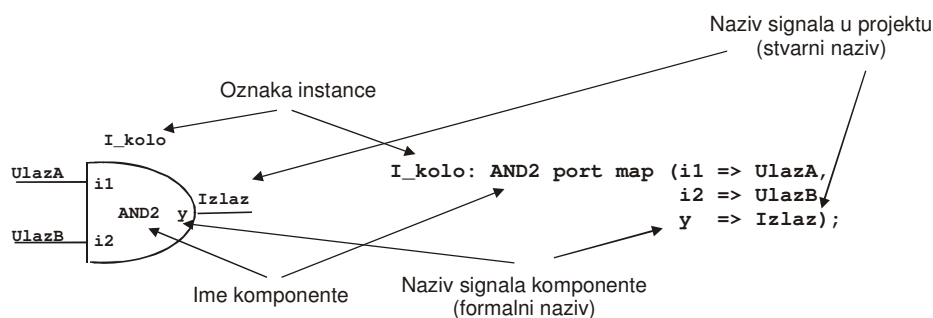 Naziv signala u projektu
(stvarni naziv)
Oznaka instance
I_kolo
UlazA
i1
Izlaz
AND2 y
UlazB
i2
I_kolo: AND2 port map (i1 => UlazA,
i2 => UlazB,
y => Izlaz);
Ime komponente
Naziv signala komponente
(formalni naziv)